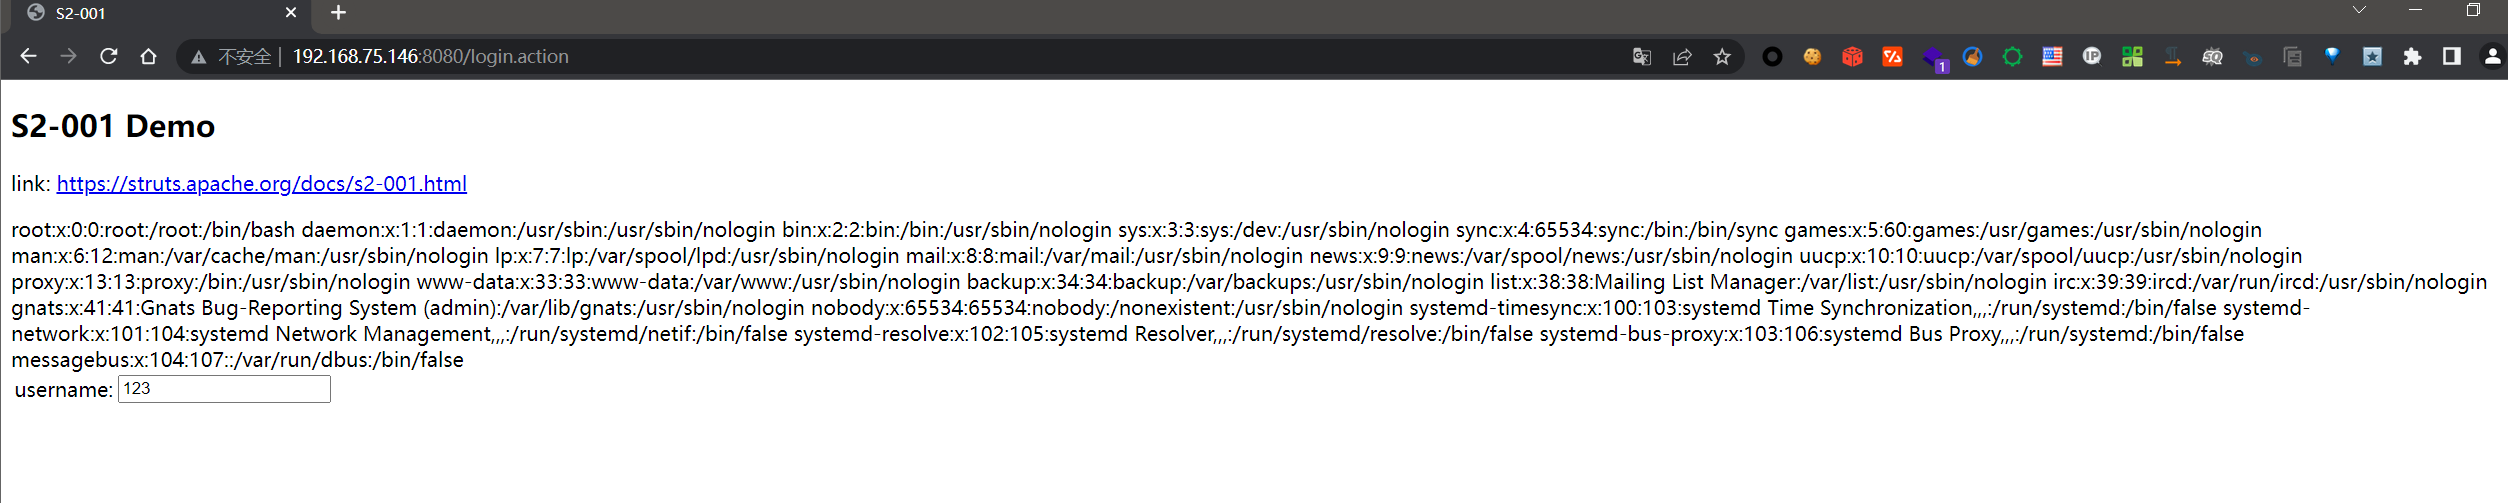 S2-001
不安全 192.168.75.146:8080/login.action
1
IP
SQ
S2-001 Demo
link: https://struts.apache.org/docs/s2-001.html
root:x:0:0:root:/root:/bin/bash daemon:x:1:1:daemon:/usr/sbin:/usr/sbin/nologin bin:x:2:2:bin:/bin:/usr/sbin/nologin sys:x:3:3:sys:/dev:/usr/sbin/nologin sync:x:4:65534:sync:/bin:/bin/sync games:x:5:60:games:/usr/games:/usr/sbin/nologin
man:x:6:12:man:/var/cache/man:/usr/sbin/nologin lp:x:7:7:lp:/var/spool/lpd:/usr/sbin/nologin mail:x:8:8:mail:/var/mail:/usr/sbin/nologin news:x:9:9:news:/var/spool/news:/usr/sbin/nologin uucp:x:10:10:uucp:/var/spool/uucp:/usr/sbin/nologin
proxy:x:13:13:proxy:/bin:/usr/sbin/nologin www-data:x:33:33:www-data:/var/www:/usr/sbin/nologin backup:x:34:34:backup:/var/backups:/usr/sbin/nologin list:x:38:38:Mailing List Manager:/var/list:/usr/sbin/nologin irc:x:39:39:ircd:/var/run/ircd:/usr/sbin/nologin
gnats:x:41:41:Gnats Bug-Reporting System (admin):/var/lib/gnats:/usr/sbin/nologin nobody:x:65534:65534:nobody:/nonexistent:/usr/sbin/nologin systemd-timesync:x:100:103:systemd Time Synchronization,,,:/run/systemd:/bin/false systemd-
network:x:101:104:systemd Network Management,,,:/run/systemd/netif:/bin/false systemd-resolve:x:102:105:systemd Resolver,,,:/run/systemd/resolve:/bin/false systemd-bus-proxy:x:103:106:systemd Bus Proxy,,,:/run/systemd:/bin/false
messagebus:x:104:107::/var/run/dbus:/bin/false
username: 123